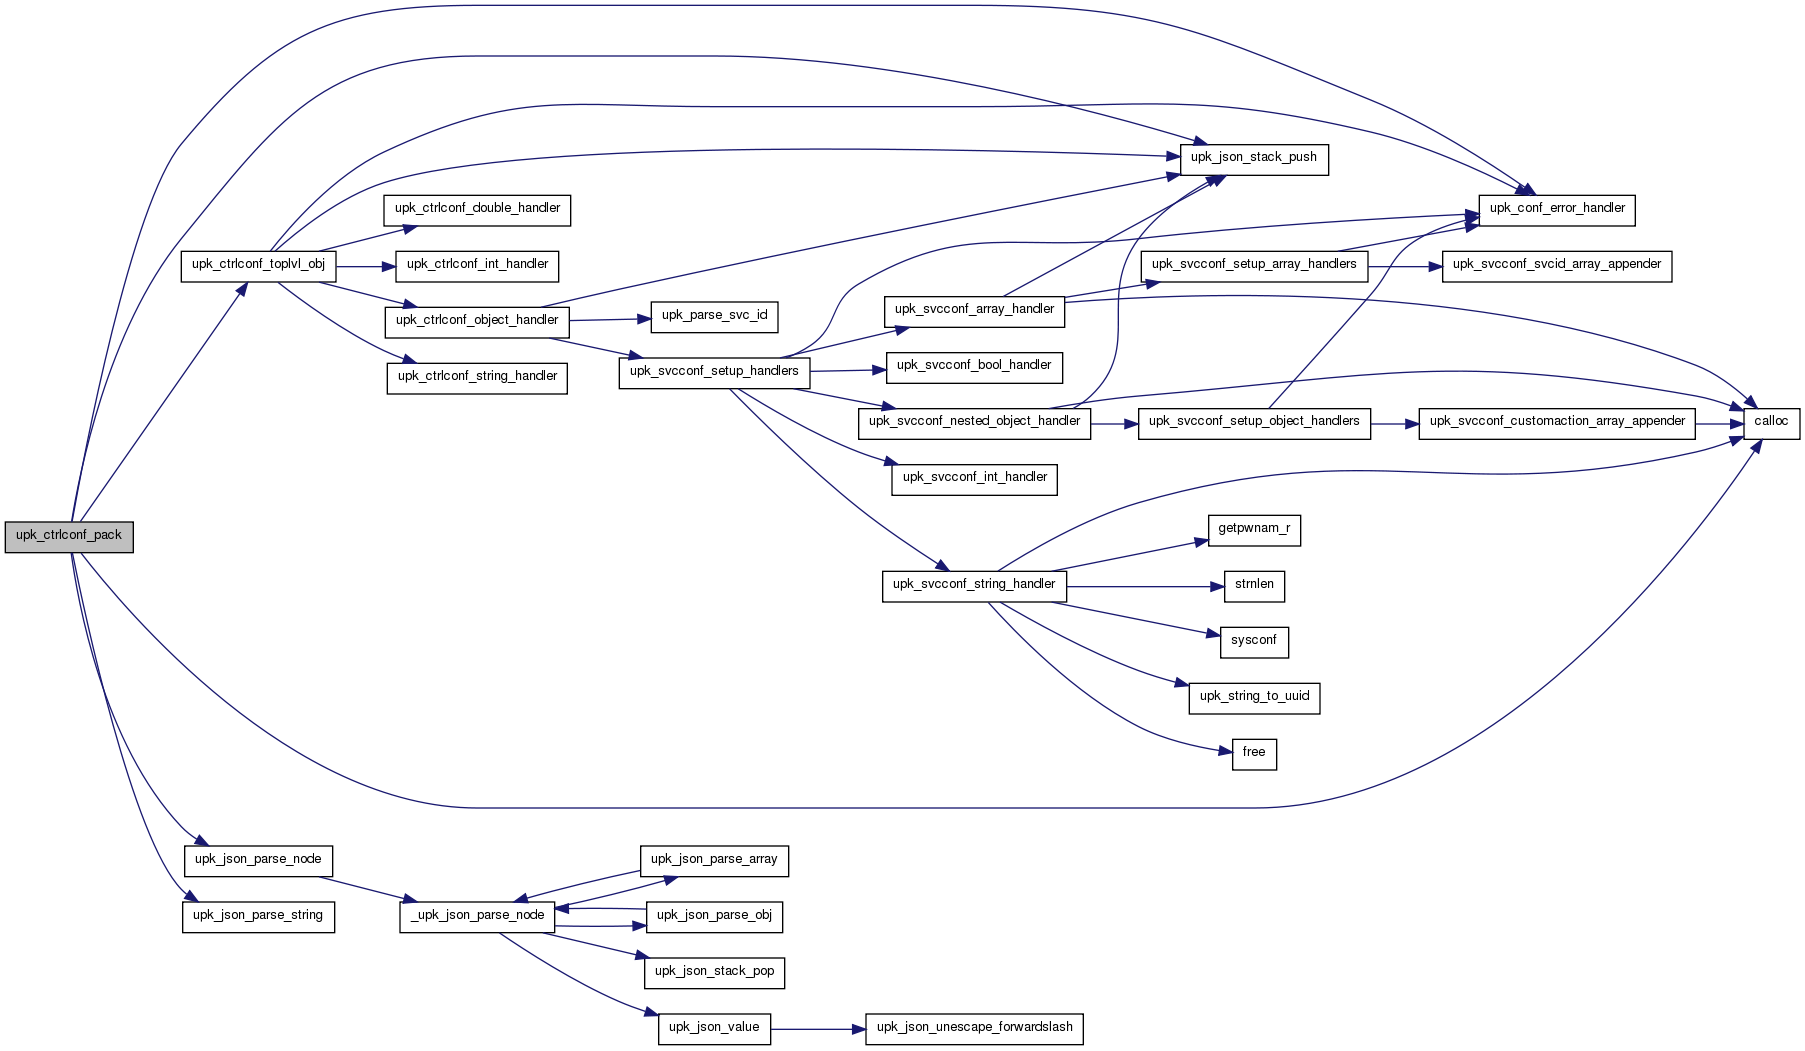 upk_json_stack_push
upk_conf_error_handler
upk_ctrlconf_double_handler
upk_ctrlconf_toplvl_obj
upk_ctrlconf_int_handler
upk_svcconf_setup_array_handlers
upk_svcconf_svcid_array_appender
upk_ctrlconf_object_handler
upk_parse_svc_id
upk_svcconf_array_handler
upk_ctrlconf_string_handler
upk_svcconf_setup_handlers
upk_svcconf_bool_handler
upk_svcconf_nested_object_handler
upk_svcconf_setup_object_handlers
upk_svcconf_customaction_array_appender
calloc
upk_svcconf_int_handler
upk_ctrlconf_pack
getpwnam_r
upk_svcconf_string_handler
strnlen
sysconf
upk_string_to_uuid
free
upk_json_parse_node
upk_json_parse_array
upk_json_parse_string
_upk_json_parse_node
upk_json_parse_obj
upk_json_stack_pop
upk_json_value
upk_json_unescape_forwardslash